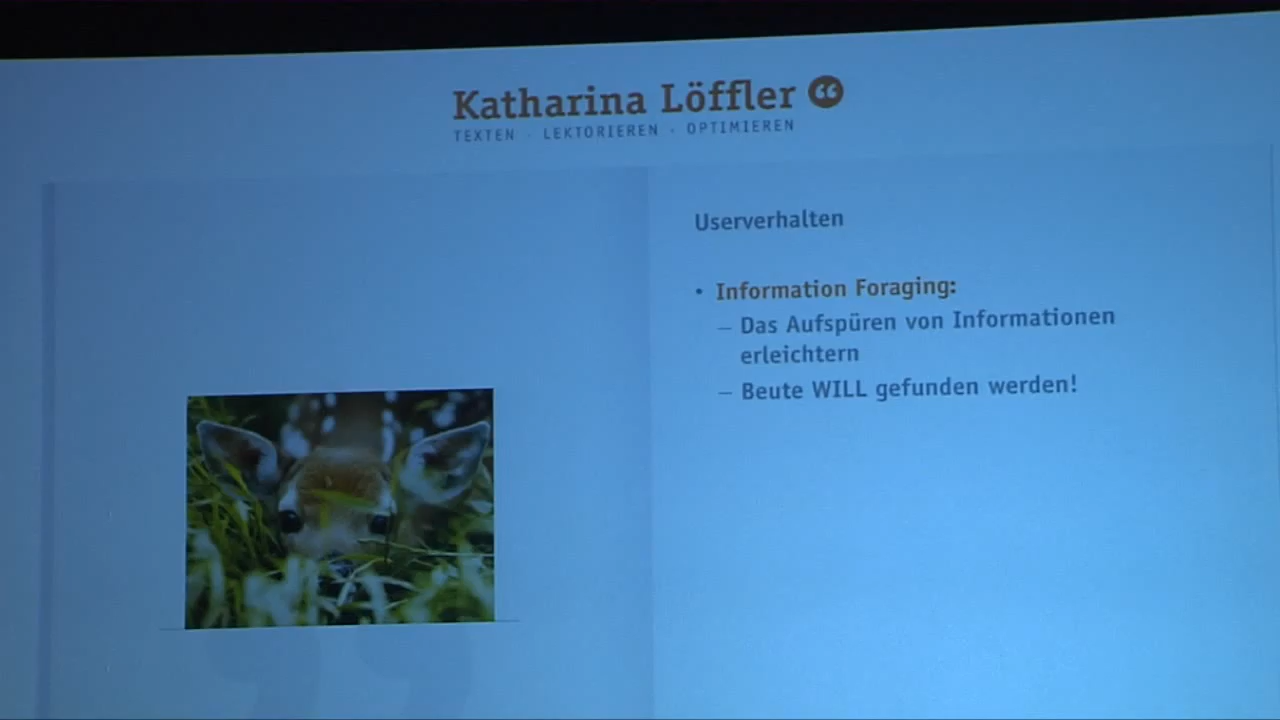 Katharina Löffler
TEXTEN · LEKTORIEREN · OPTIMIEREN
Userverhalten
• Information Foraging:
– Das Aufspüren von Informationen
erleichtern
– Beute WILL gefunden werden!